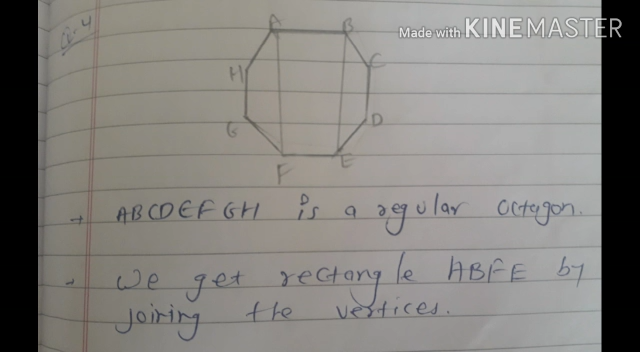 Q-4
Made with KINEMASTER
A
B
H
C
G
D
F
E
→ ABCDEFGH is a regular octagon.
→ We get rectangle ABFE by
joining the vertices.